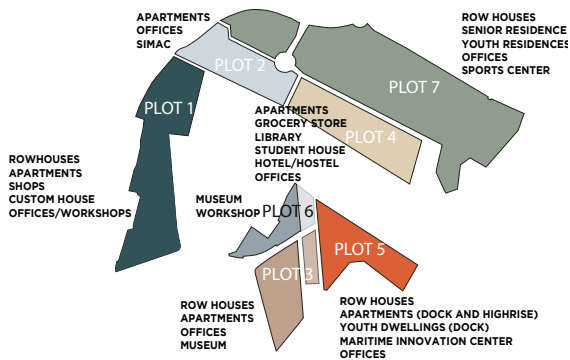 APARTMENTS
OFFICES
SIMAC
PLOT 2
ROW HOUSES
SENIOR RESIDENCE
YOUTH RESIDENCES
OFFICES
SPORTS CENTER
PLOT 7
PLOT 1
APARTMENTS
GROCERY STORE
LIBRARY
STUDENT HOUSE
HOTEL/HOSTEL
OFFICES
PLOT 4
ROWHOUSES
APARTMENTS
SHOPS
CUSTOM HOUSE
OFFICES/WORKSHOPS
MUSEUM
WORKSHOP
PLOT 6
PLOT 5
PLOT 3
ROW HOUSES
APARTMENTS
OFFICES
MUSEUM
ROW HOUSES
APARTMENTS (DOCK AND HIGHRISE)
YOUTH DWELLINGS (DOCK)
MARITIME INNOVATION CENTER
OFFICES